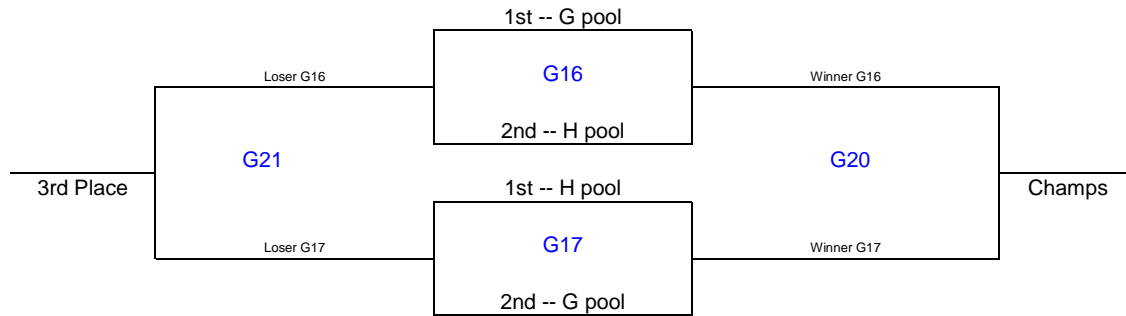 1st -- G pool
Loser G16
G16
Winner G16
2nd -- H pool
G21
G20
3rd Place
1st -- H pool
Champs
Loser G17
G17
Winner G17
2nd -- G pool